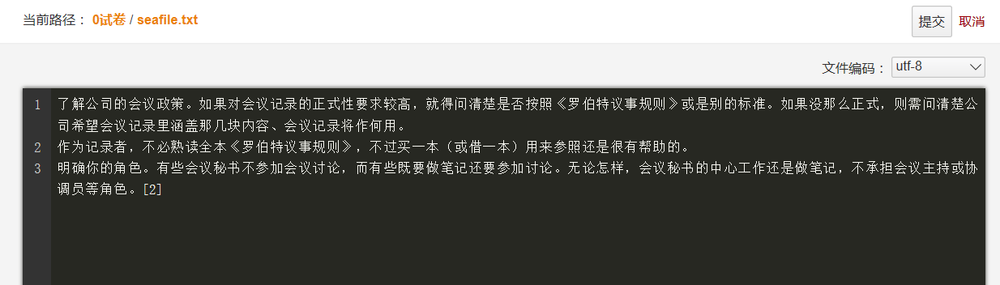 当前路径： 0试卷 / seafile.txt
提交 取消
文件编码： utf-8
1 了解公司的会议政策。如果对会议记录的正式性要求较高，就得问清楚是否按照《罗伯特议事规则》或是别的标准。如果没那么正式，则需问清楚公
司希望会议记录里涵盖那几块内容、会议记录将作何用。
2 作为记录者，不必熟读全本《罗伯特议事规则》，不过买一本（或借一本）用来参照还是很有帮助的。
3 明确你的角色。有些会议秘书不参加会议讨论，而有些既要做笔记还要参加讨论。无论怎样，会议秘书的中心工作还是做笔记，不承担会议主持或协
调员等角色。[2]